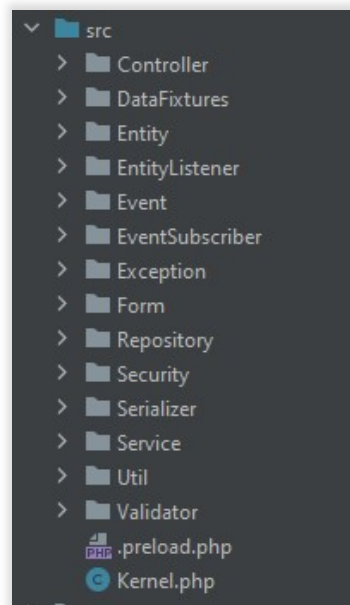 src
Controller
DataFixtures
Entity
EntityListener
Event
EventSubscriber
Exception
Form
Repository
Security
Serializer
Service
Util
Validator
.preload.php
Kernel.php